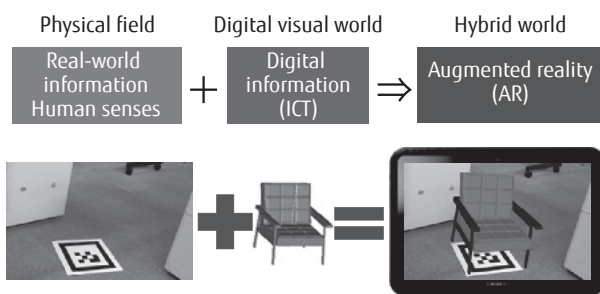 Physical field
Digital visual world
Hybrid world
Real-world
information
Human senses
+
Digital
information
(ICT)
⇒
Augmented reality
(AR)